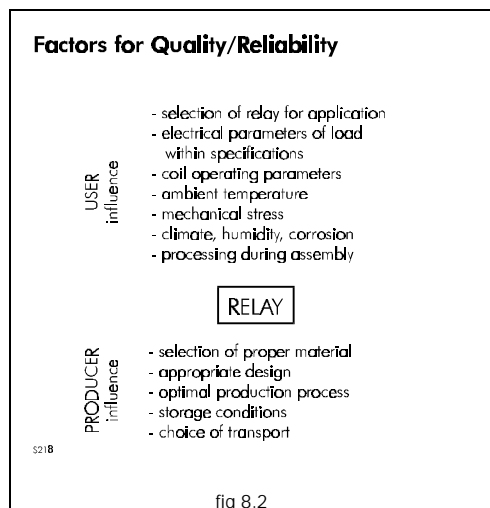 Factors for Quality/Reliability
USER
influence
- selection of relay for application
- electrical parameters of load
within specifications
- coil operating parameters
- ambient temperature
- mechanical stress
- climate, humidity, corrosion
- processing during assembly
RELAY
PRODUCER
influence
- selection of proper material
- appropriate design
- optimal production process
- storage conditions
- choice of transport
S218
fig 8.2